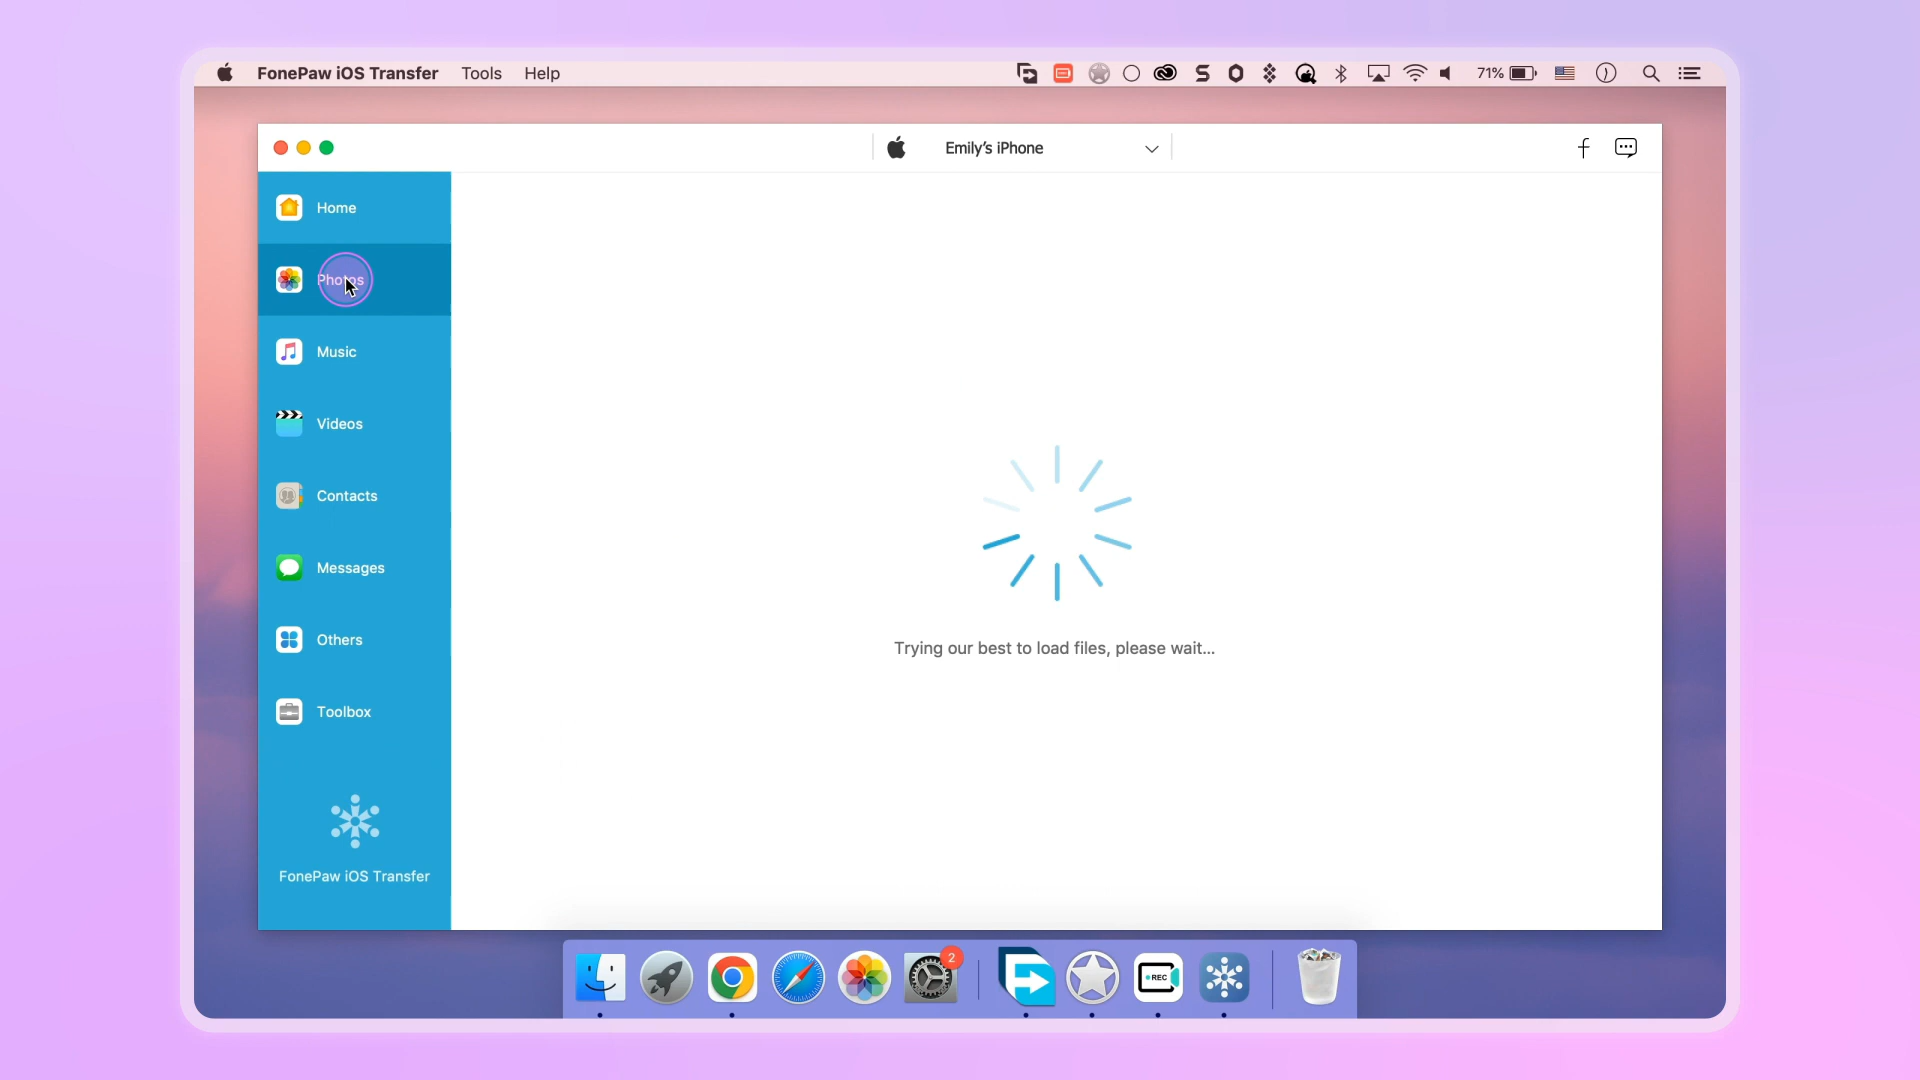 FonePaw iOS Transfer Tools Help 71%
Emily's iPhone
Home
Photos
Music
Videos
Contacts
Messages
Others
Toolbox
Trying our best to load files, please wait...
FonePaw iOS Transfer
2
REC